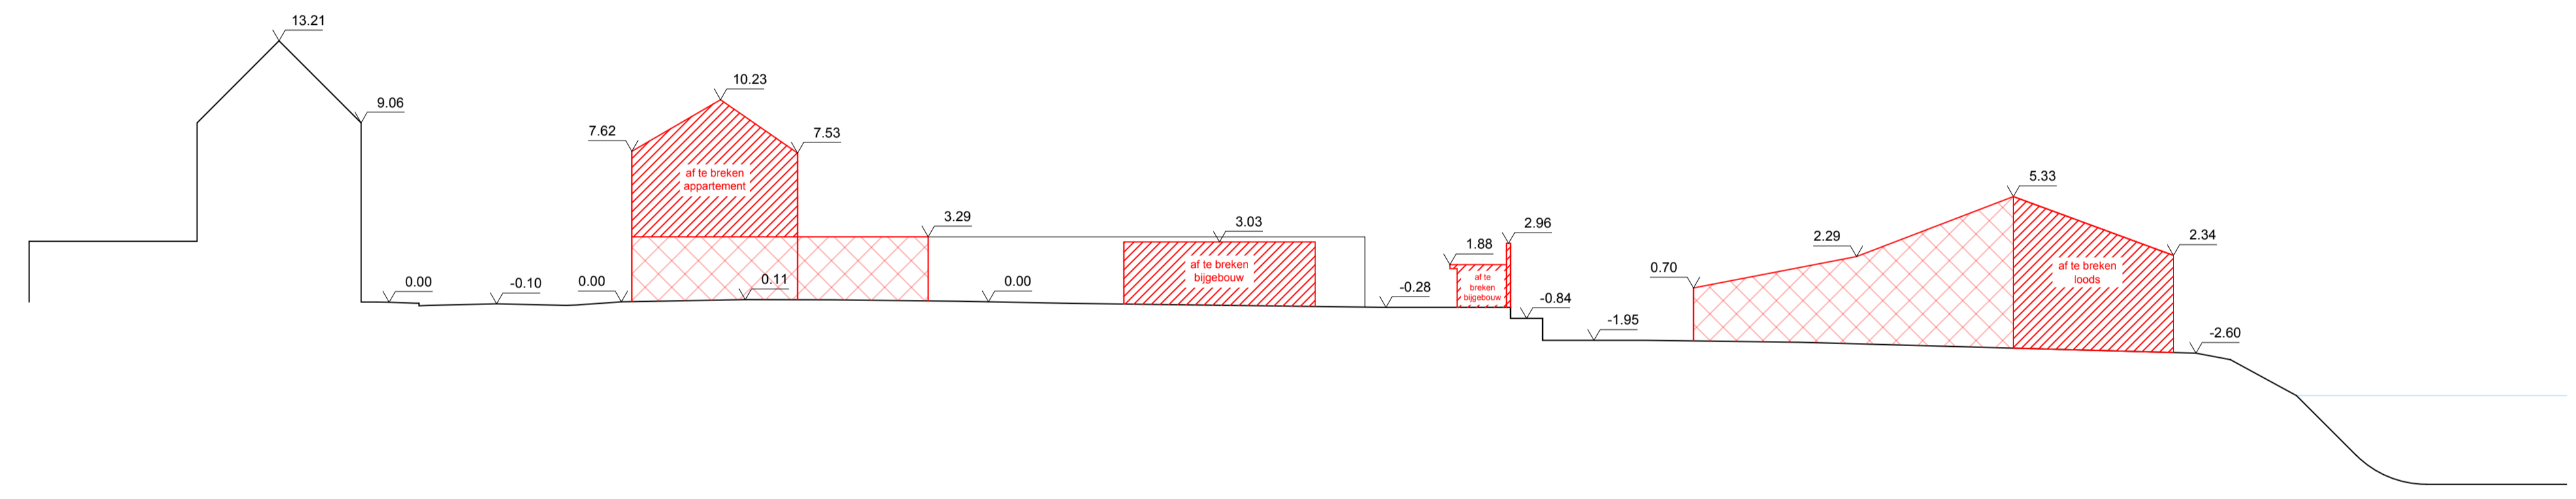 13.21
9.06
10.23
7.62
7.53
af te breken
appartement
3.29
3.03
af te breken
bijgebouw
0.00
-0.10
0.00
0.11
0.00
-0.28
1.88
2.96
af te
breken
bijgebouw
-0.84
-1.95
0.70
2.29
5.33
2.34
af te breken
loods
-2.60